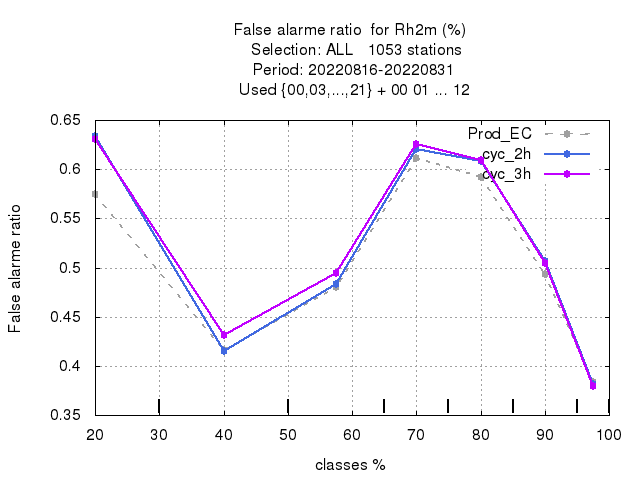 False alarme ratio  for Rh2m (%)
Selection: ALL   1053 stations
Period: 20220816-20220831
Used {00,03,...,21} + 00 01 ... 12
Prod_EC
cyc_2h
cyc_3h
0.65
0.6
0.55
0.5
0.45
0.4
0.35
False alarme ratio
20 30 40 50 60 70 80 90 100
classes %